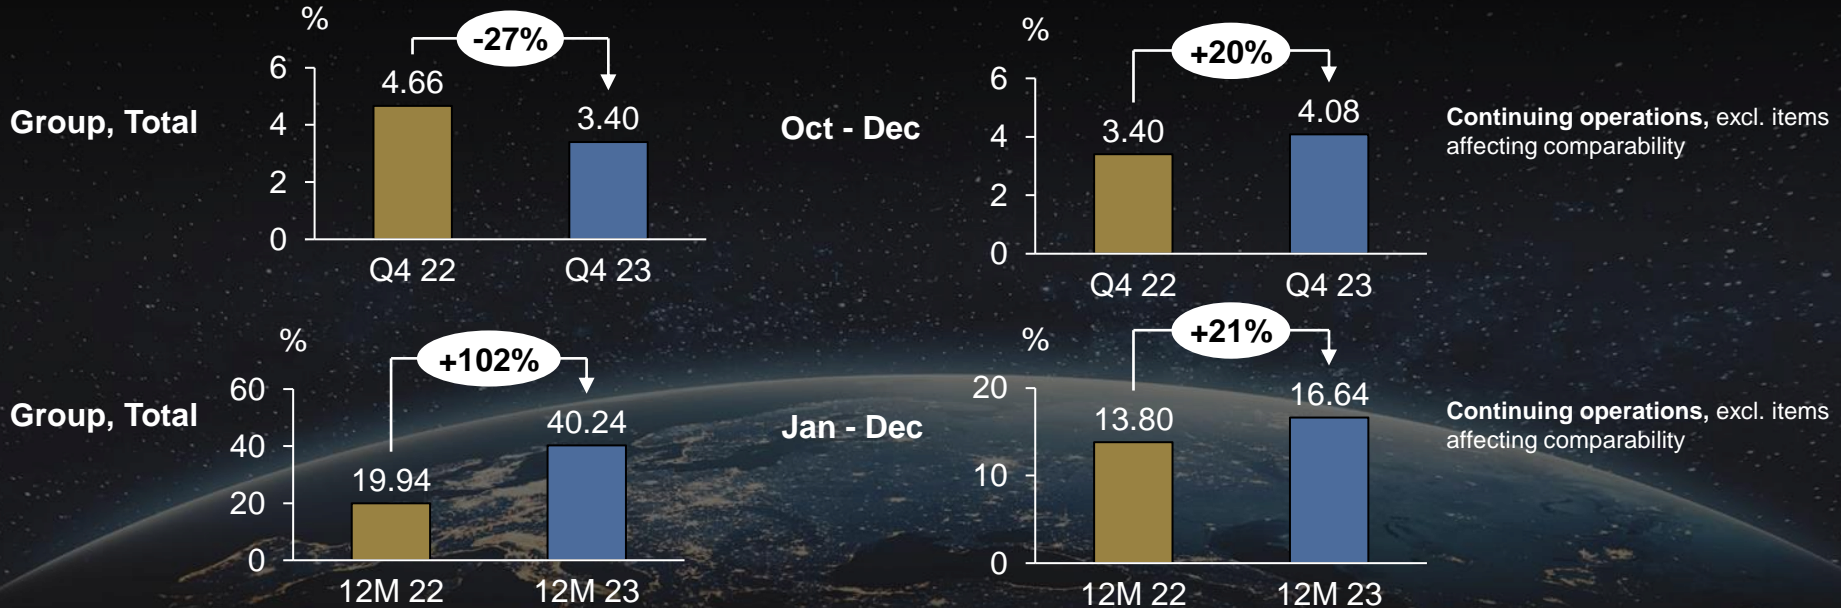 %
-27%
6
4
2
0
4.66
3.40
Q4 22
Q4 23
Group, Total
Oct - Dec
%
+20%
6
4
2
0
3.40
4.08
Q4 22
Q4 23
Continuing operations, excl. items
affecting comparability
%
+102%
60
40
20
0
19.94
40.24
12M 22
12M 23
Group, Total
Jan - Dec
%
+21%
20
10
0
13.80
16.64
12M 22
12M 23
Continuing operations, excl. items
affecting comparability